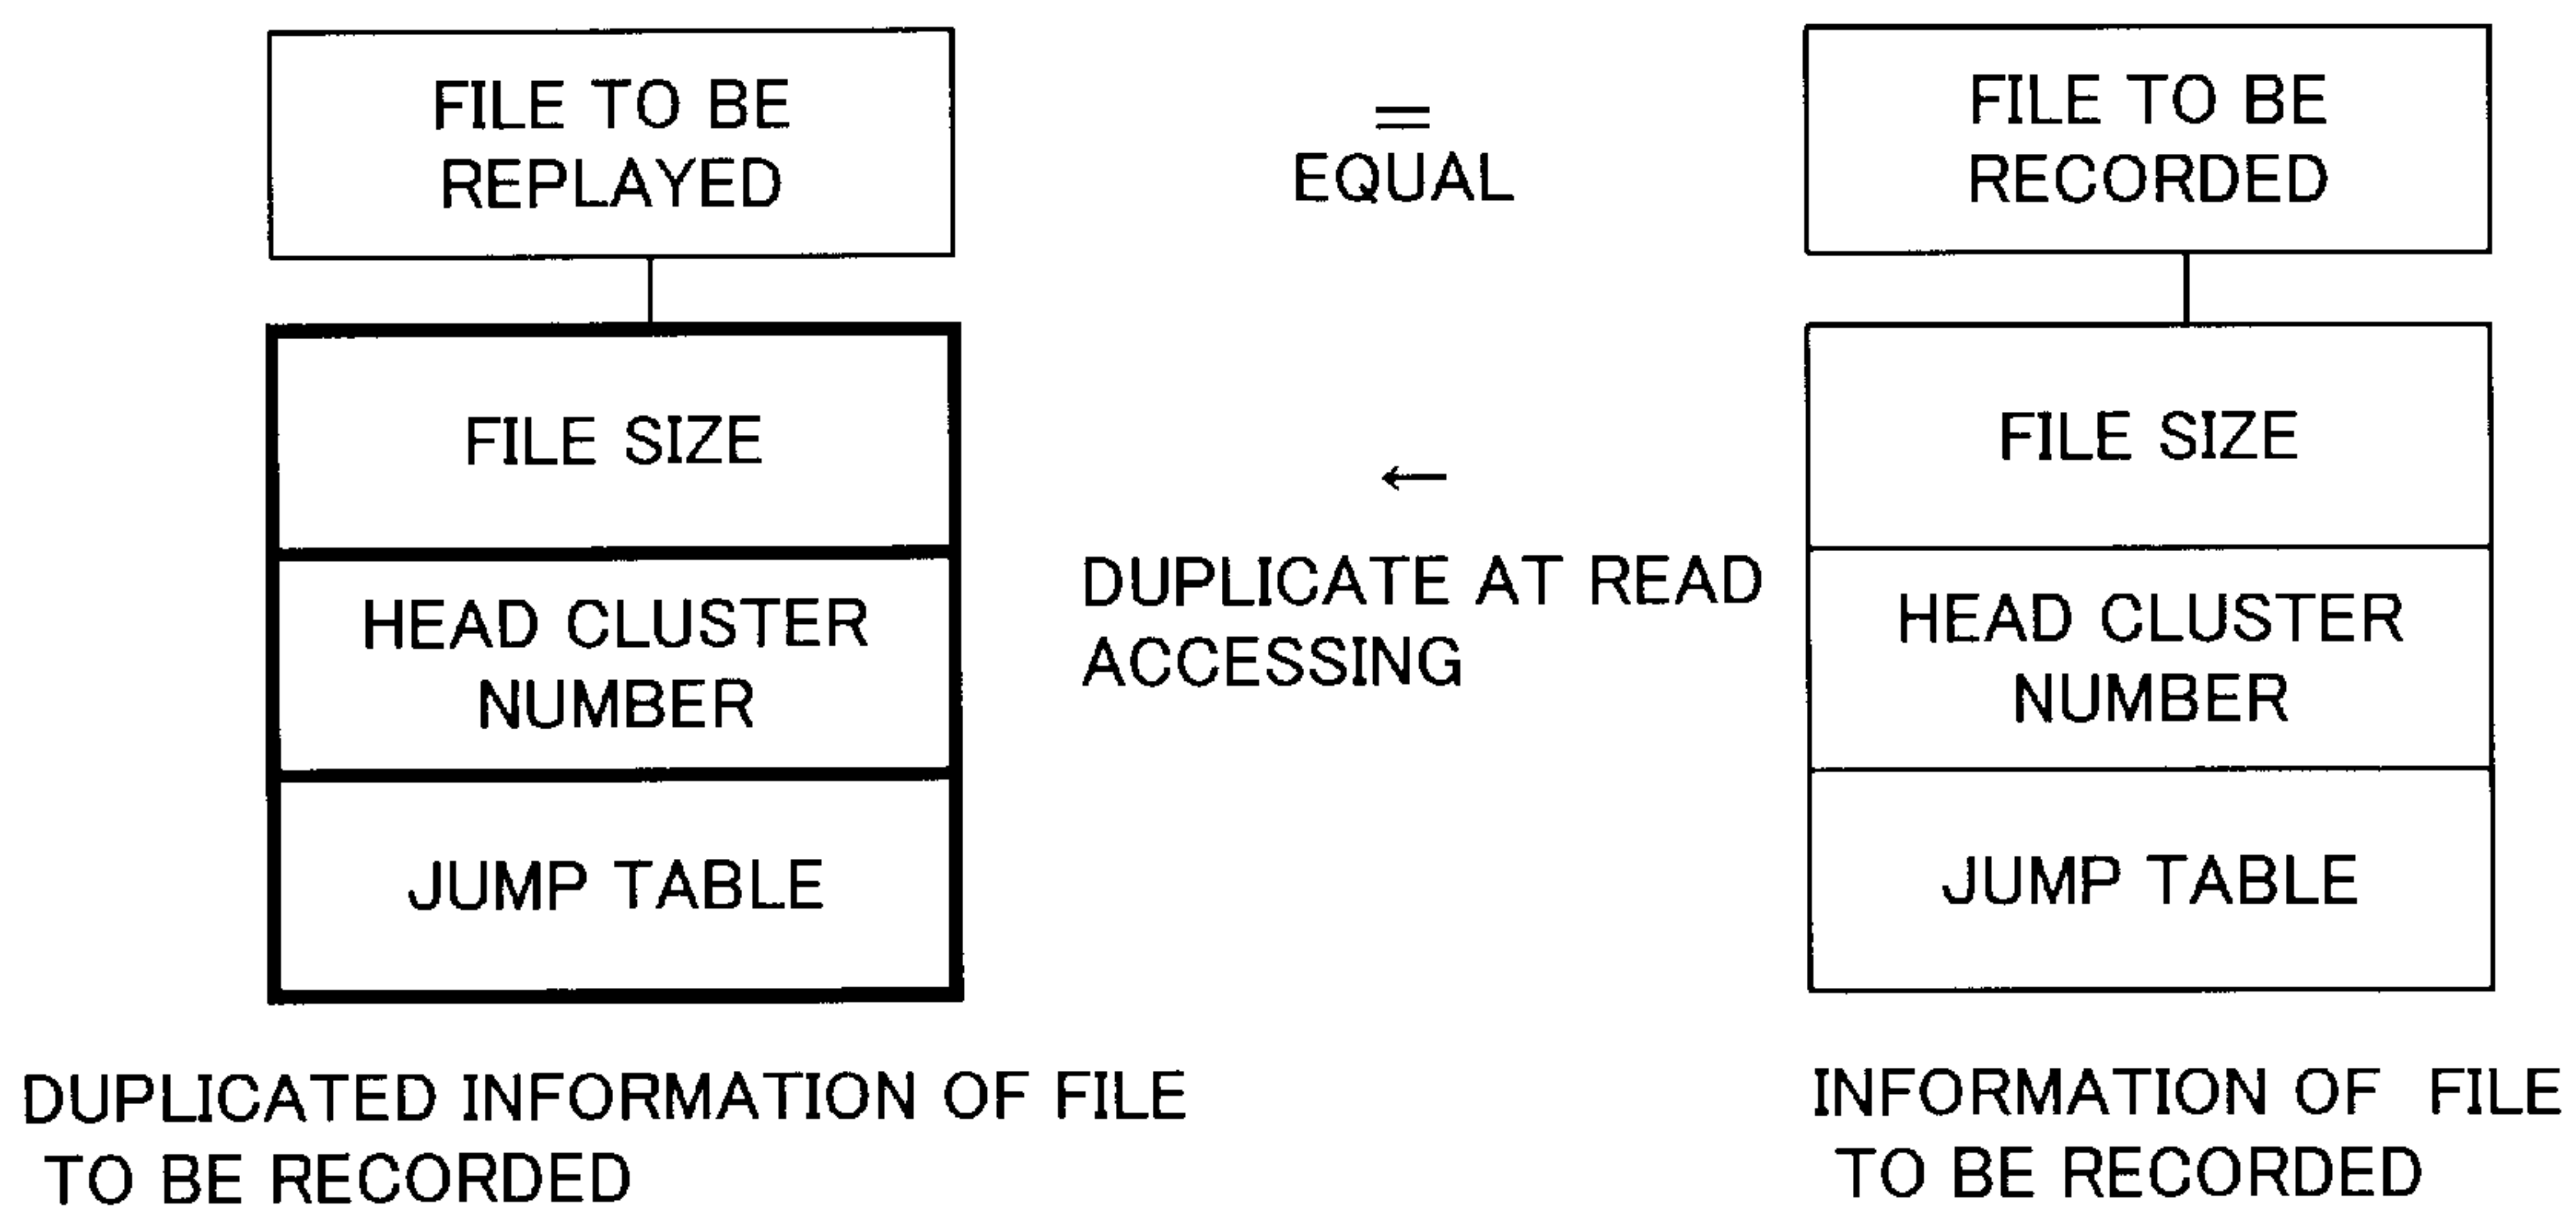 FILE TO BE
REPLAYED
=
EQUAL
FILE TO BE
RECORDED
FILE SIZE
HEAD CLUSTER
NUMBER
JUMP TABLE
←
DUPLICATE AT READ
ACCESSING
FILE SIZE
HEAD CLUSTER
NUMBER
JUMP TABLE
DUPLICATED INFORMATION OF FILE
TO BE RECORDED
INFORMATION OF FILE
TO BE RECORDED